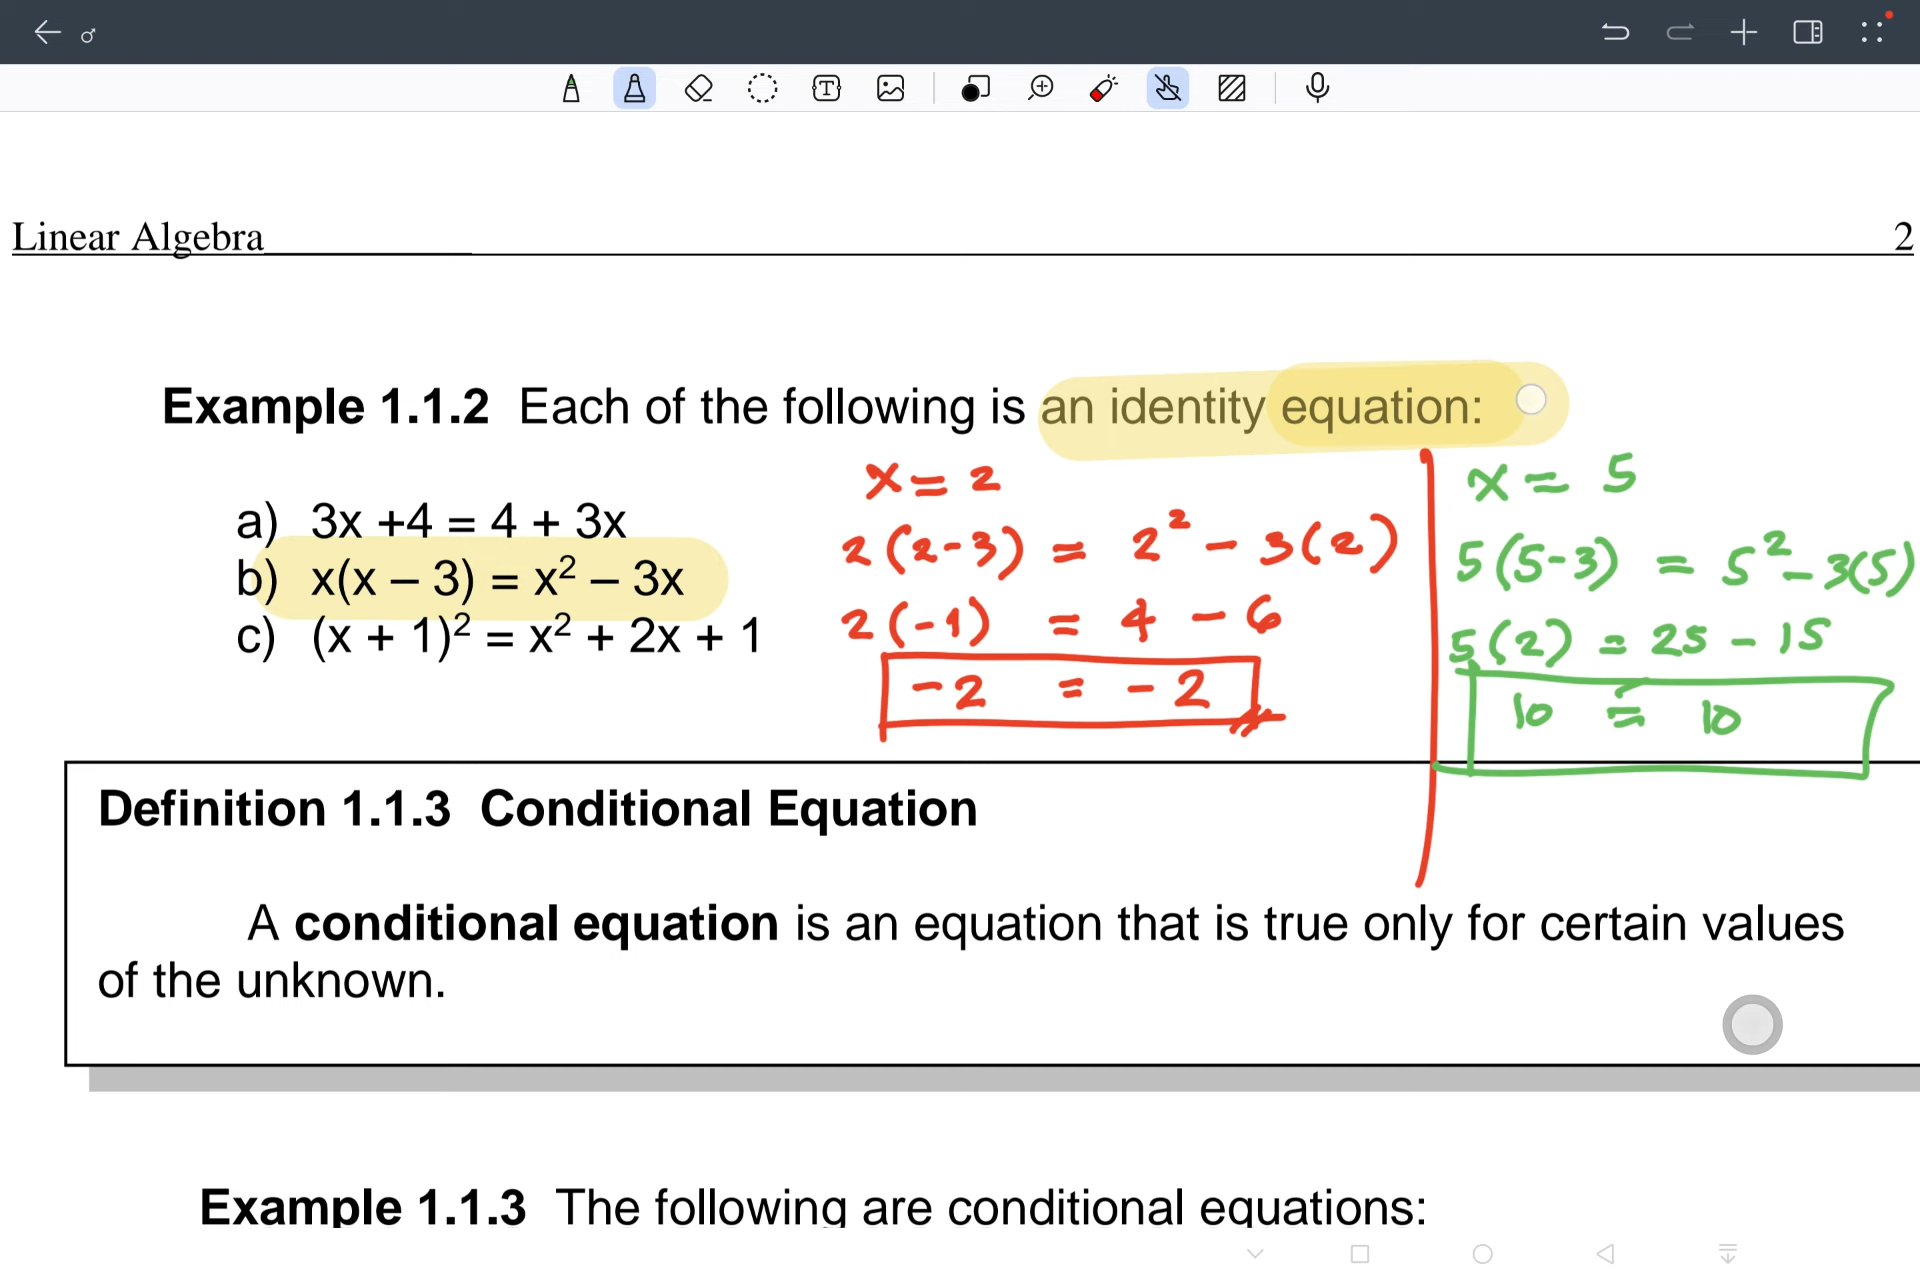 Linear Algebra 2
Example 1.1.2 Each of the following is an identity equation:
a) 3x +4 = 4 + 3x
b) x(x – 3) = x² – 3x
c) (x + 1)² = x² + 2x + 1
x = 2
2(2-3) = 2² - 3(2)
2(-1) = 4 - 6
-2 = -2
x = 5
5(5-3) = 5² - 3(5)
5(2) = 25 - 15
10 = 10
Definition 1.1.3 Conditional Equation
A conditional equation is an equation that is true only for certain values
of the unknown.
Example 1.1.3 The following are conditional equations: